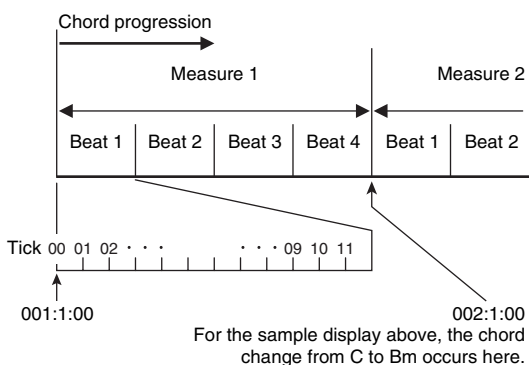 Chord progression
Measure 1 Measure 2
Beat 1 Beat 2 Beat 3 Beat 4 Beat 1 Beat 2
Tick 00 01 02 · · · · · · 09 10 11
001:1:00 002:1:00
For the sample display above, the chord
change from C to Bm occurs here.